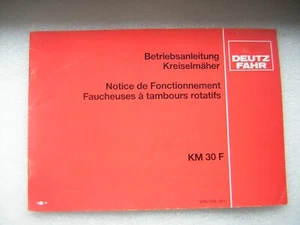 Betriebsanleitung
Kreiselmäher
DEUTZ
FAHR
Notice de Fonctionnement
Faucheuses à tambours rotatifs
KM 30 F